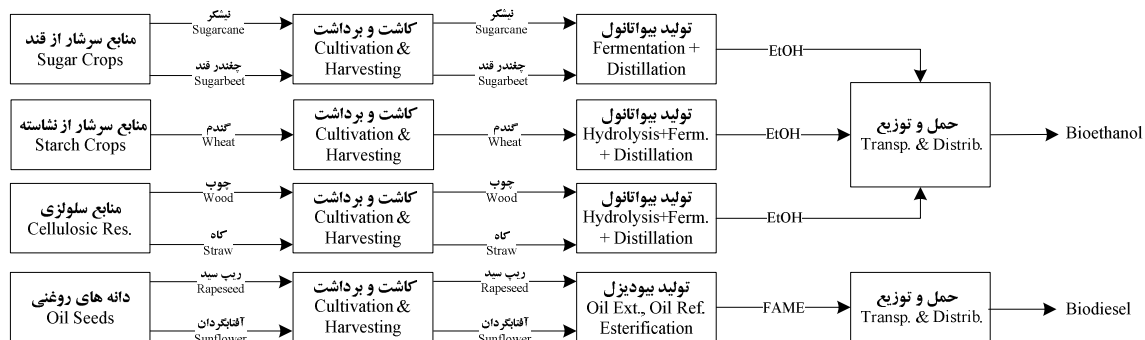 منابع سرشار از قند
Sugar Crops
نیشکر
Sugarcane
چغندر قند
Sugarbeet
کاشت و برداشت
Cultivation &
Harvesting
نیشکر
Sugarcane
چغندر قند
Sugarbeet
تولید بیواتانول
Fermentation +
Distillation
EtOH
منابع سرشار از نشاسته
Starch Crops
گندم
Wheat
کاشت و برداشت
Cultivation &
Harvesting
گندم
Wheat
تولید بیواتانول
Hydrolysis+Ferm.
+ Distillation
EtOH
حمل و توزیع
Transp. & Distrib.
Bioethanol
منابع سلولزی
Cellulosic Res.
چوب
Wood
کاه
Straw
کاشت و برداشت
Cultivation &
Harvesting
چوب
Wood
کاه
Straw
تولید بیواتانول
Hydrolysis+Ferm.
+ Distillation
EtOH
دانه های روغنی
Oil Seeds
ریپ سید
Rapeseed
آفتابگردان
Sunflower
کاشت و برداشت
Cultivation &
Harvesting
ریپ سید
Rapeseed
آفتابگردان
Sunflower
تولید بیودیزل
Oil Ext., Oil Ref.
Esterification
FAME
حمل و توزیع
Transp. & Distrib.
Biodiesel